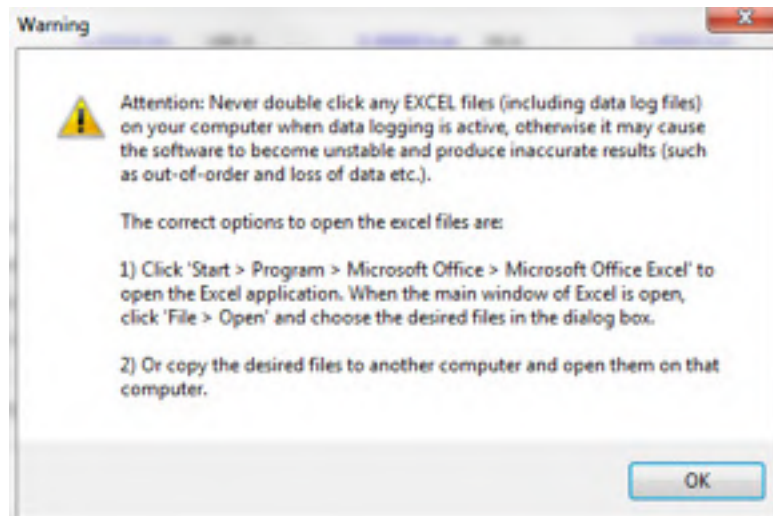 Warning
Attention: Never double click any EXCEL files (including data log files)
on your computer when data logging is active, otherwise it may cause
the software to become unstable and produce inaccurate results (such
as out-of-order and loss of data etc.).
The correct options to open the excel files are:
1) Click 'Start > Program > Microsoft Office > Microsoft Office Excel' to
open the Excel application. When the main window of Excel is open,
click 'File > Open' and choose the desired files in the dialog box.
2) Or copy the desired files to another computer and open them on that
computer.
OK